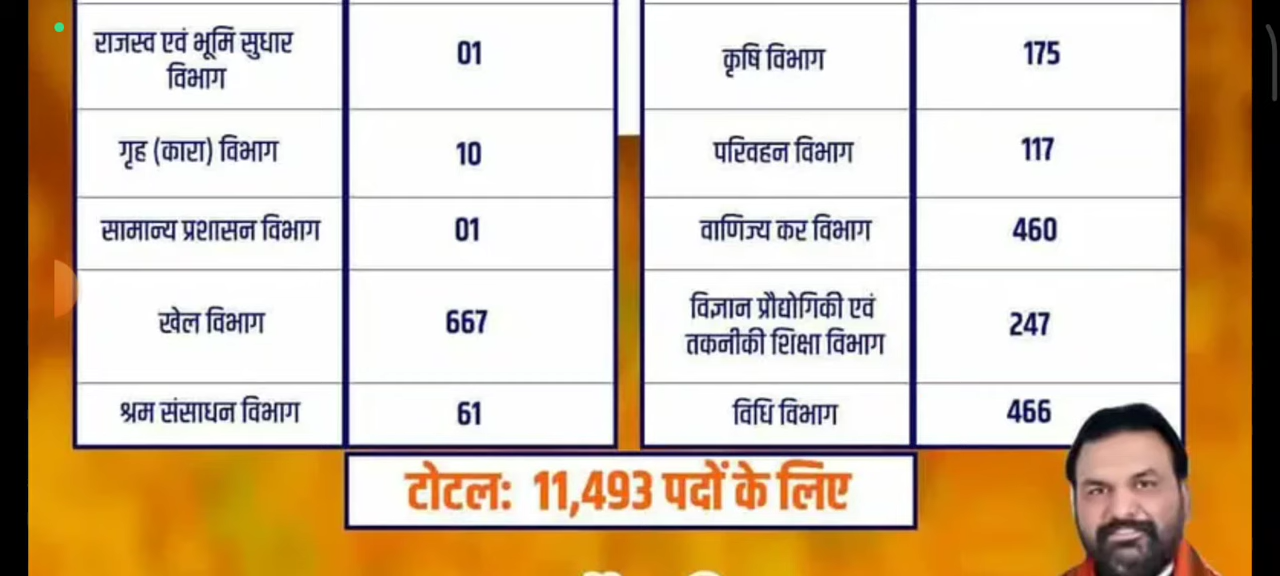 राजस्व एवं भूमि सुधार
विभाग
01
कृषि विभाग
175
गृह (कारा) विभाग
10
परिवहन विभाग
117
सामान्य प्रशासन विभाग
01
वाणिज्य कर विभाग
460
खेल विभाग
667
विज्ञान प्रौद्योगिकी एवं
तकनीकी शिक्षा विभाग
247
श्रम संसाधन विभाग
61
विधि विभाग
466
टोटल: 11,493 पदों के लिए